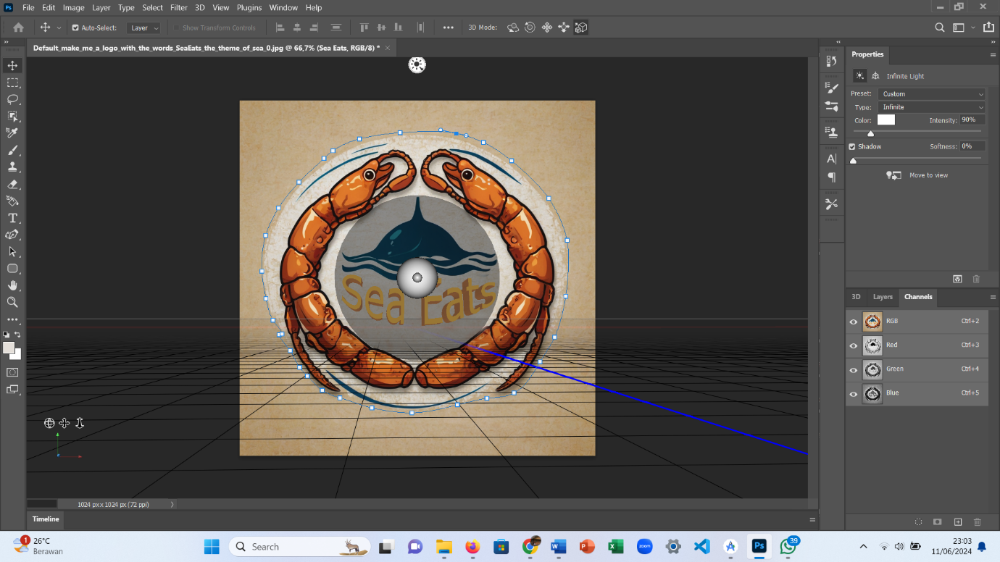 Ps File Edit Image Layer Type Select Filter 3D View Plugins Window Help
Auto-Select: Layer Show Transform Controls 3D Mode:
Default_make_me_a_logo_with_the_words_SeaEats_the_theme_of_sea_0.jpg @ 66,7% (Sea Eats, RGB/8) *
Sea Eats
1024 px x 1024 px (72 ppi)
Timeline
Properties
Infinite Light
Preset: Custom
Type: Infinite
Color: Intensity: 90%
Shadow Softness: 0%
Move to view
3D Layers Channels
RGB Ctrl+2
Red Ctrl+3
Green Ctrl+4
Blue Ctrl+5
1 26°C
Berawan
Search
zoom
Ps
39
23:03
11/06/2024